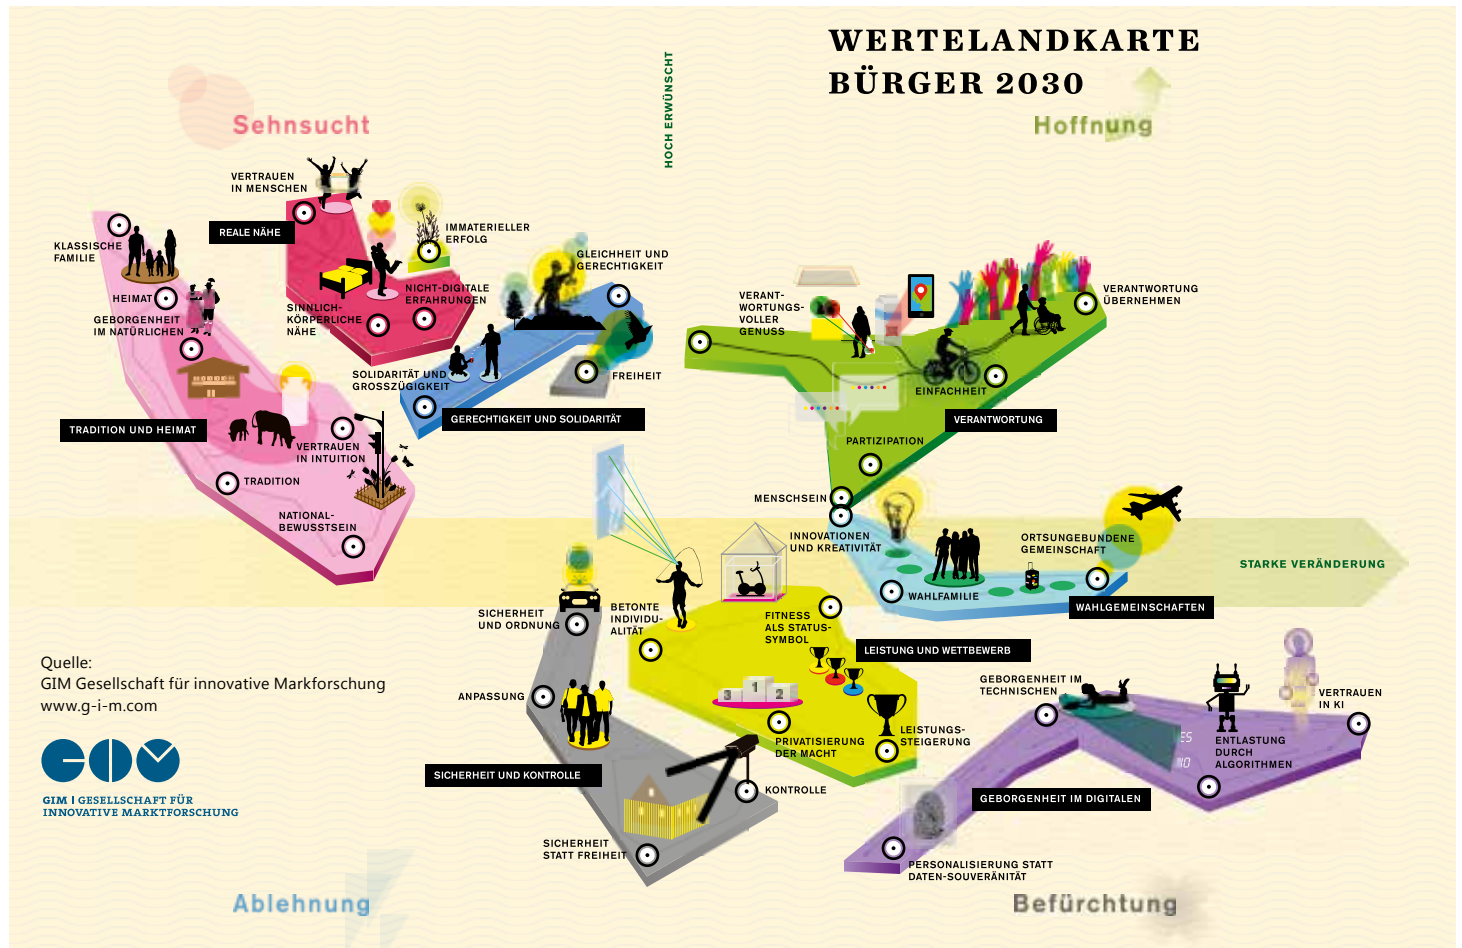 WERTELANDKARTE
BÜRGER 2030
HOCH ERWÜNSCHT
Sehnsucht
Hoffnung
VERTRAUEN
IN MENSCHEN
REALE NÄHE
IMMATERIELLER
ERFOLG
KLASSISCHE
FAMILIE
HEIMAT
GEBORGENHEIT
IM NATÜRLICHEN
NICHT-DIGITALE
ERFAHRUNGEN
SINNLICH-
KÖRPERLICHE
NÄHE
GLEICHHEIT UND
GERECHTIGKEIT
SOLIDARITÄT UND
GROSSZÜGIGKEIT
FREIHEIT
GERECHTIGKEIT UND SOLIDARITÄT
TRADITION UND HEIMAT
VERTRAUEN
IN INTUITION
TRADITION
NATIONAL-
BEWUSSTSEIN
VERANT-
WORTUNGS-
VOLLER
GENUSS
VERANTWORTUNG
ÜBERNEHMEN
EINFACHHEIT
VERANTWORTUNG
PARTIZIPATION
MENSCHSEIN
INNOVATIONEN
UND KREATIVITÄT
ORTSUNGEBUNDENE
GEMEINSCHAFT
WAHLFAMILIE
WAHLGEMEINSCHAFTEN
STARKE VERÄNDERUNG
SICHERHEIT
UND ORDNUNG
BETONTE
INDIVIDU-
ALITÄT
FITNESS
ALS STATUS-
SYMBOL
LEISTUNG UND WETTBEWERB
3
1
2
ANPASSUNG
PRIVATISIERUNG
DER MACHT
LEISTUNGS-
STEIGERUNG
SICHERHEIT UND KONTROLLE
KONTROLLE
SICHERHEIT
STATT FREIHEIT
GEBORGENHEIT IM
TECHNISCHEN
VERTRAUEN
IN KI
ES
NO
ENTLASTUNG
DURCH
ALGORITHMEN
GEBORGENHEIT IM DIGITALEN
PERSONALISIERUNG STATT
DATEN-SOUVERÄNITÄT
Quelle:
GIM Gesellschaft für innovative Markforschung
www.g-i-m.com
GIM | GESELLSCHAFT FÜR
INNOVATIVE MARKTFORSCHUNG
Ablehnung
Befürchtung